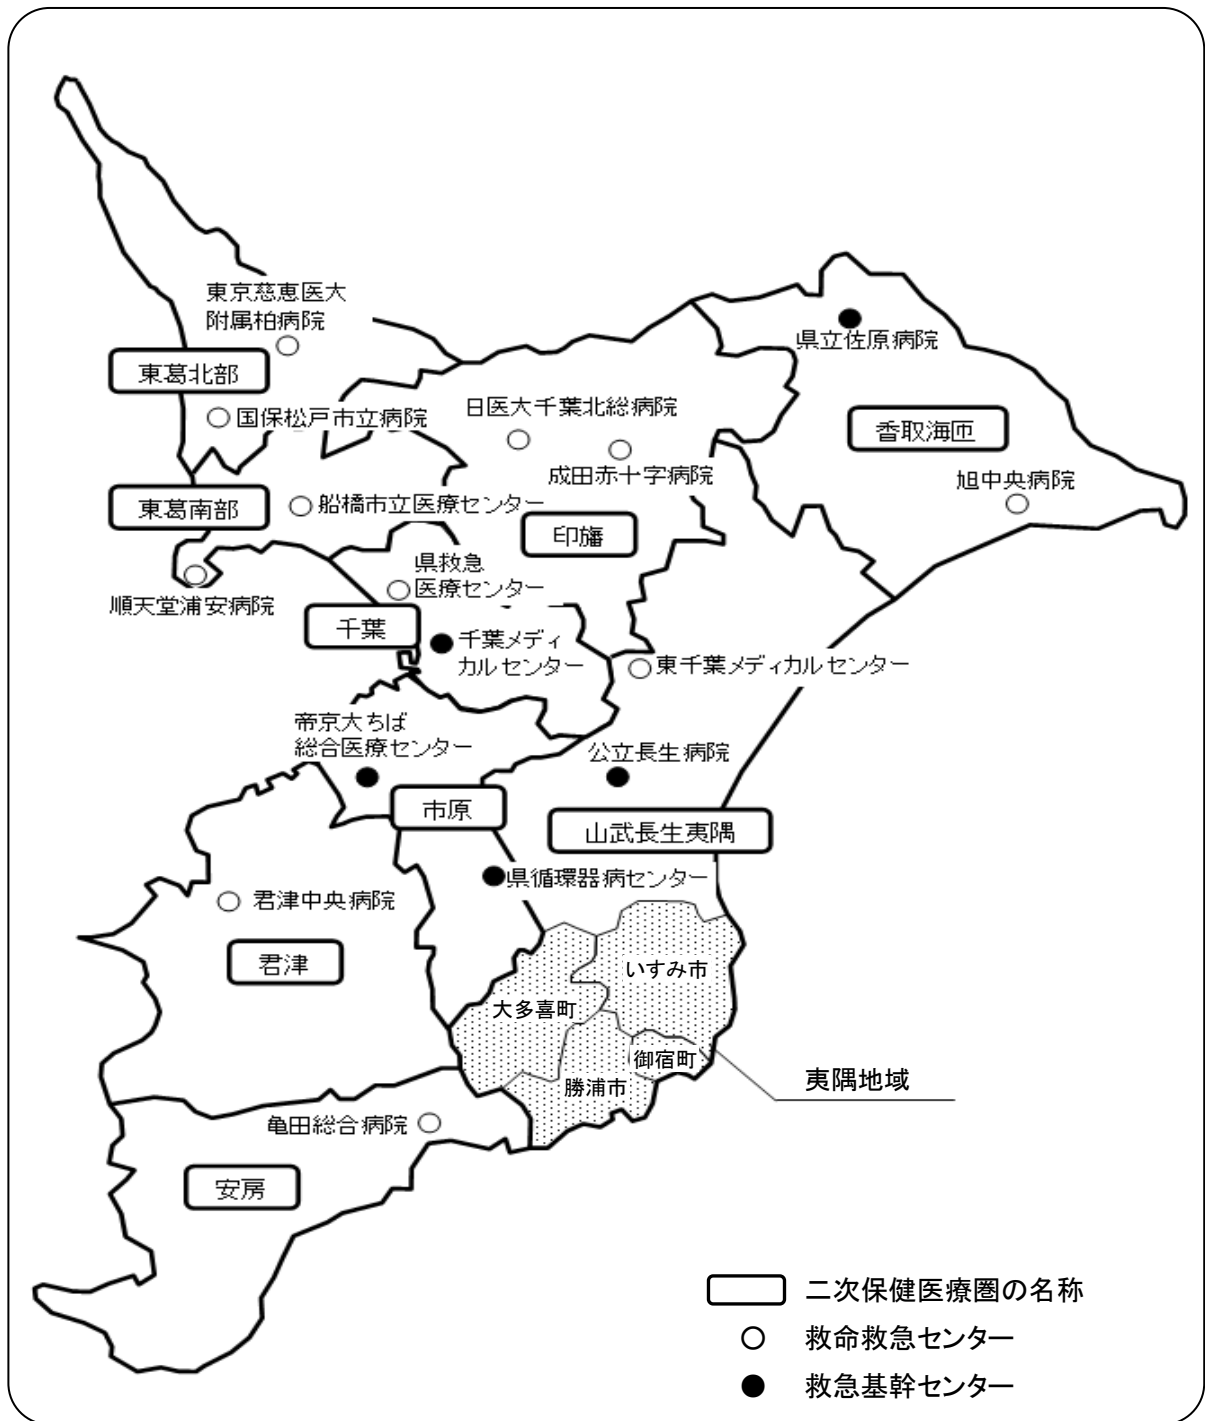 東京慈恵医大
附属柏病院
東葛北部
国保松戸市立病院
日医大千葉北総病院
成田赤十字病院
県立佐原病院
香取海匝
旭中央病院
東葛南部
船橋市立医療センター
印旛
県救急
医療センター
順天堂浦安病院
千葉
千葉メディ
カルセンター
東千葉メディカルセンター
帝京大ちば
総合医療センター
公立長生病院
市原
山武長生夷隅
県循環器病センター
君津中央病院
君津
いすみ市
大多喜町
御宿町
勝浦市
夷隅地域
亀田総合病院
安房
二次保健医療圏の名称
救命救急センター
救急基幹センター